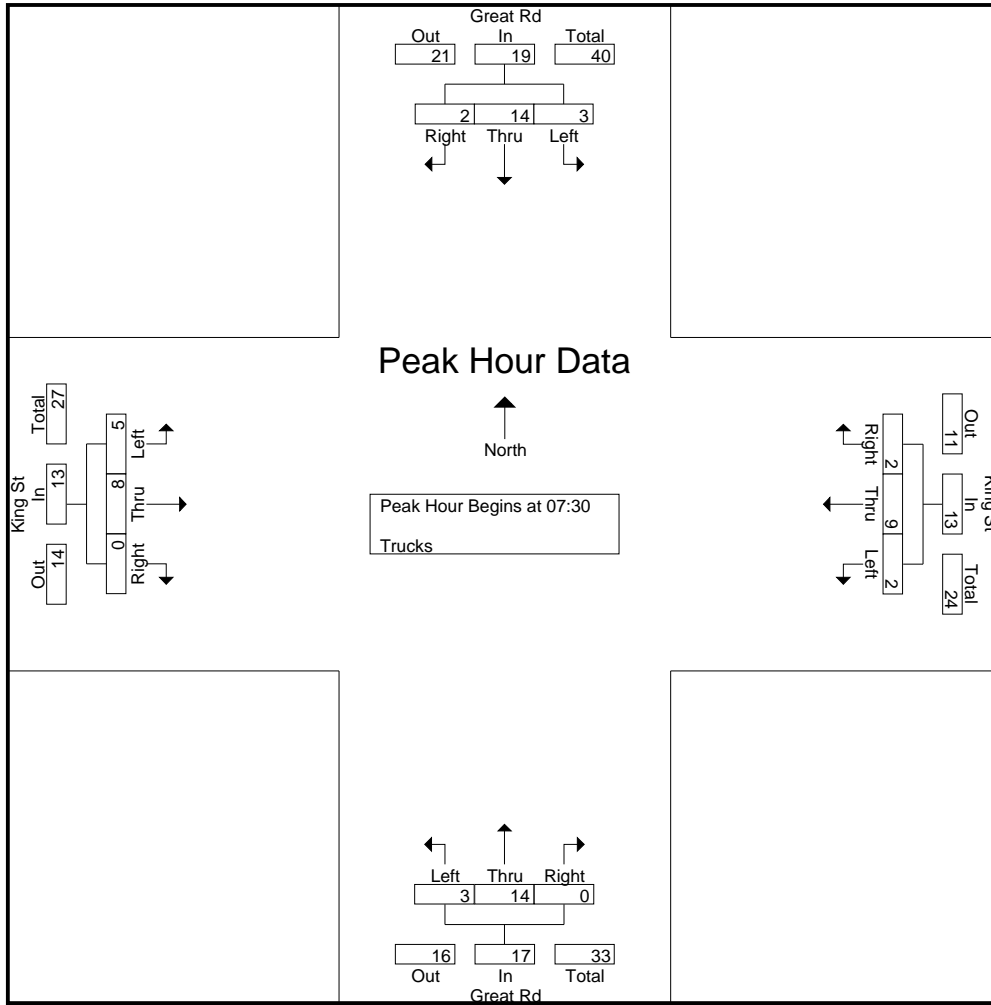 Great Rd
Out In Total
21 19 40
2 14 3
Right Thru Left
Peak Hour Data
North
Peak Hour Begins at 07:30
Trucks
King St
Total In Out
27 13 14
5 8 0
Left Thru Right
Right Thru Left
2 9 2
Out In Total
11 13 24
King St
Left Thru Right
3 14 0
16 17 33
Out In Total
Great Rd